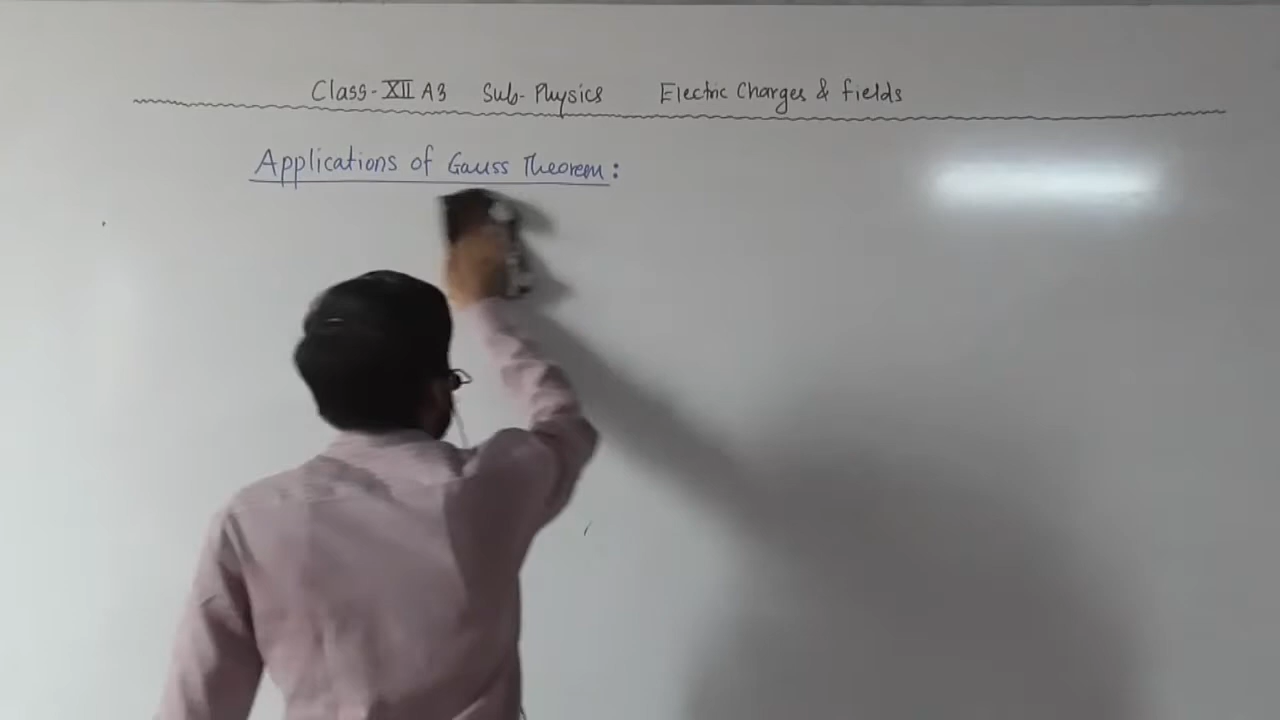 Class-XII A3 Sub-Physics Electric Charges & fields
Applications of Gauss Theorem: